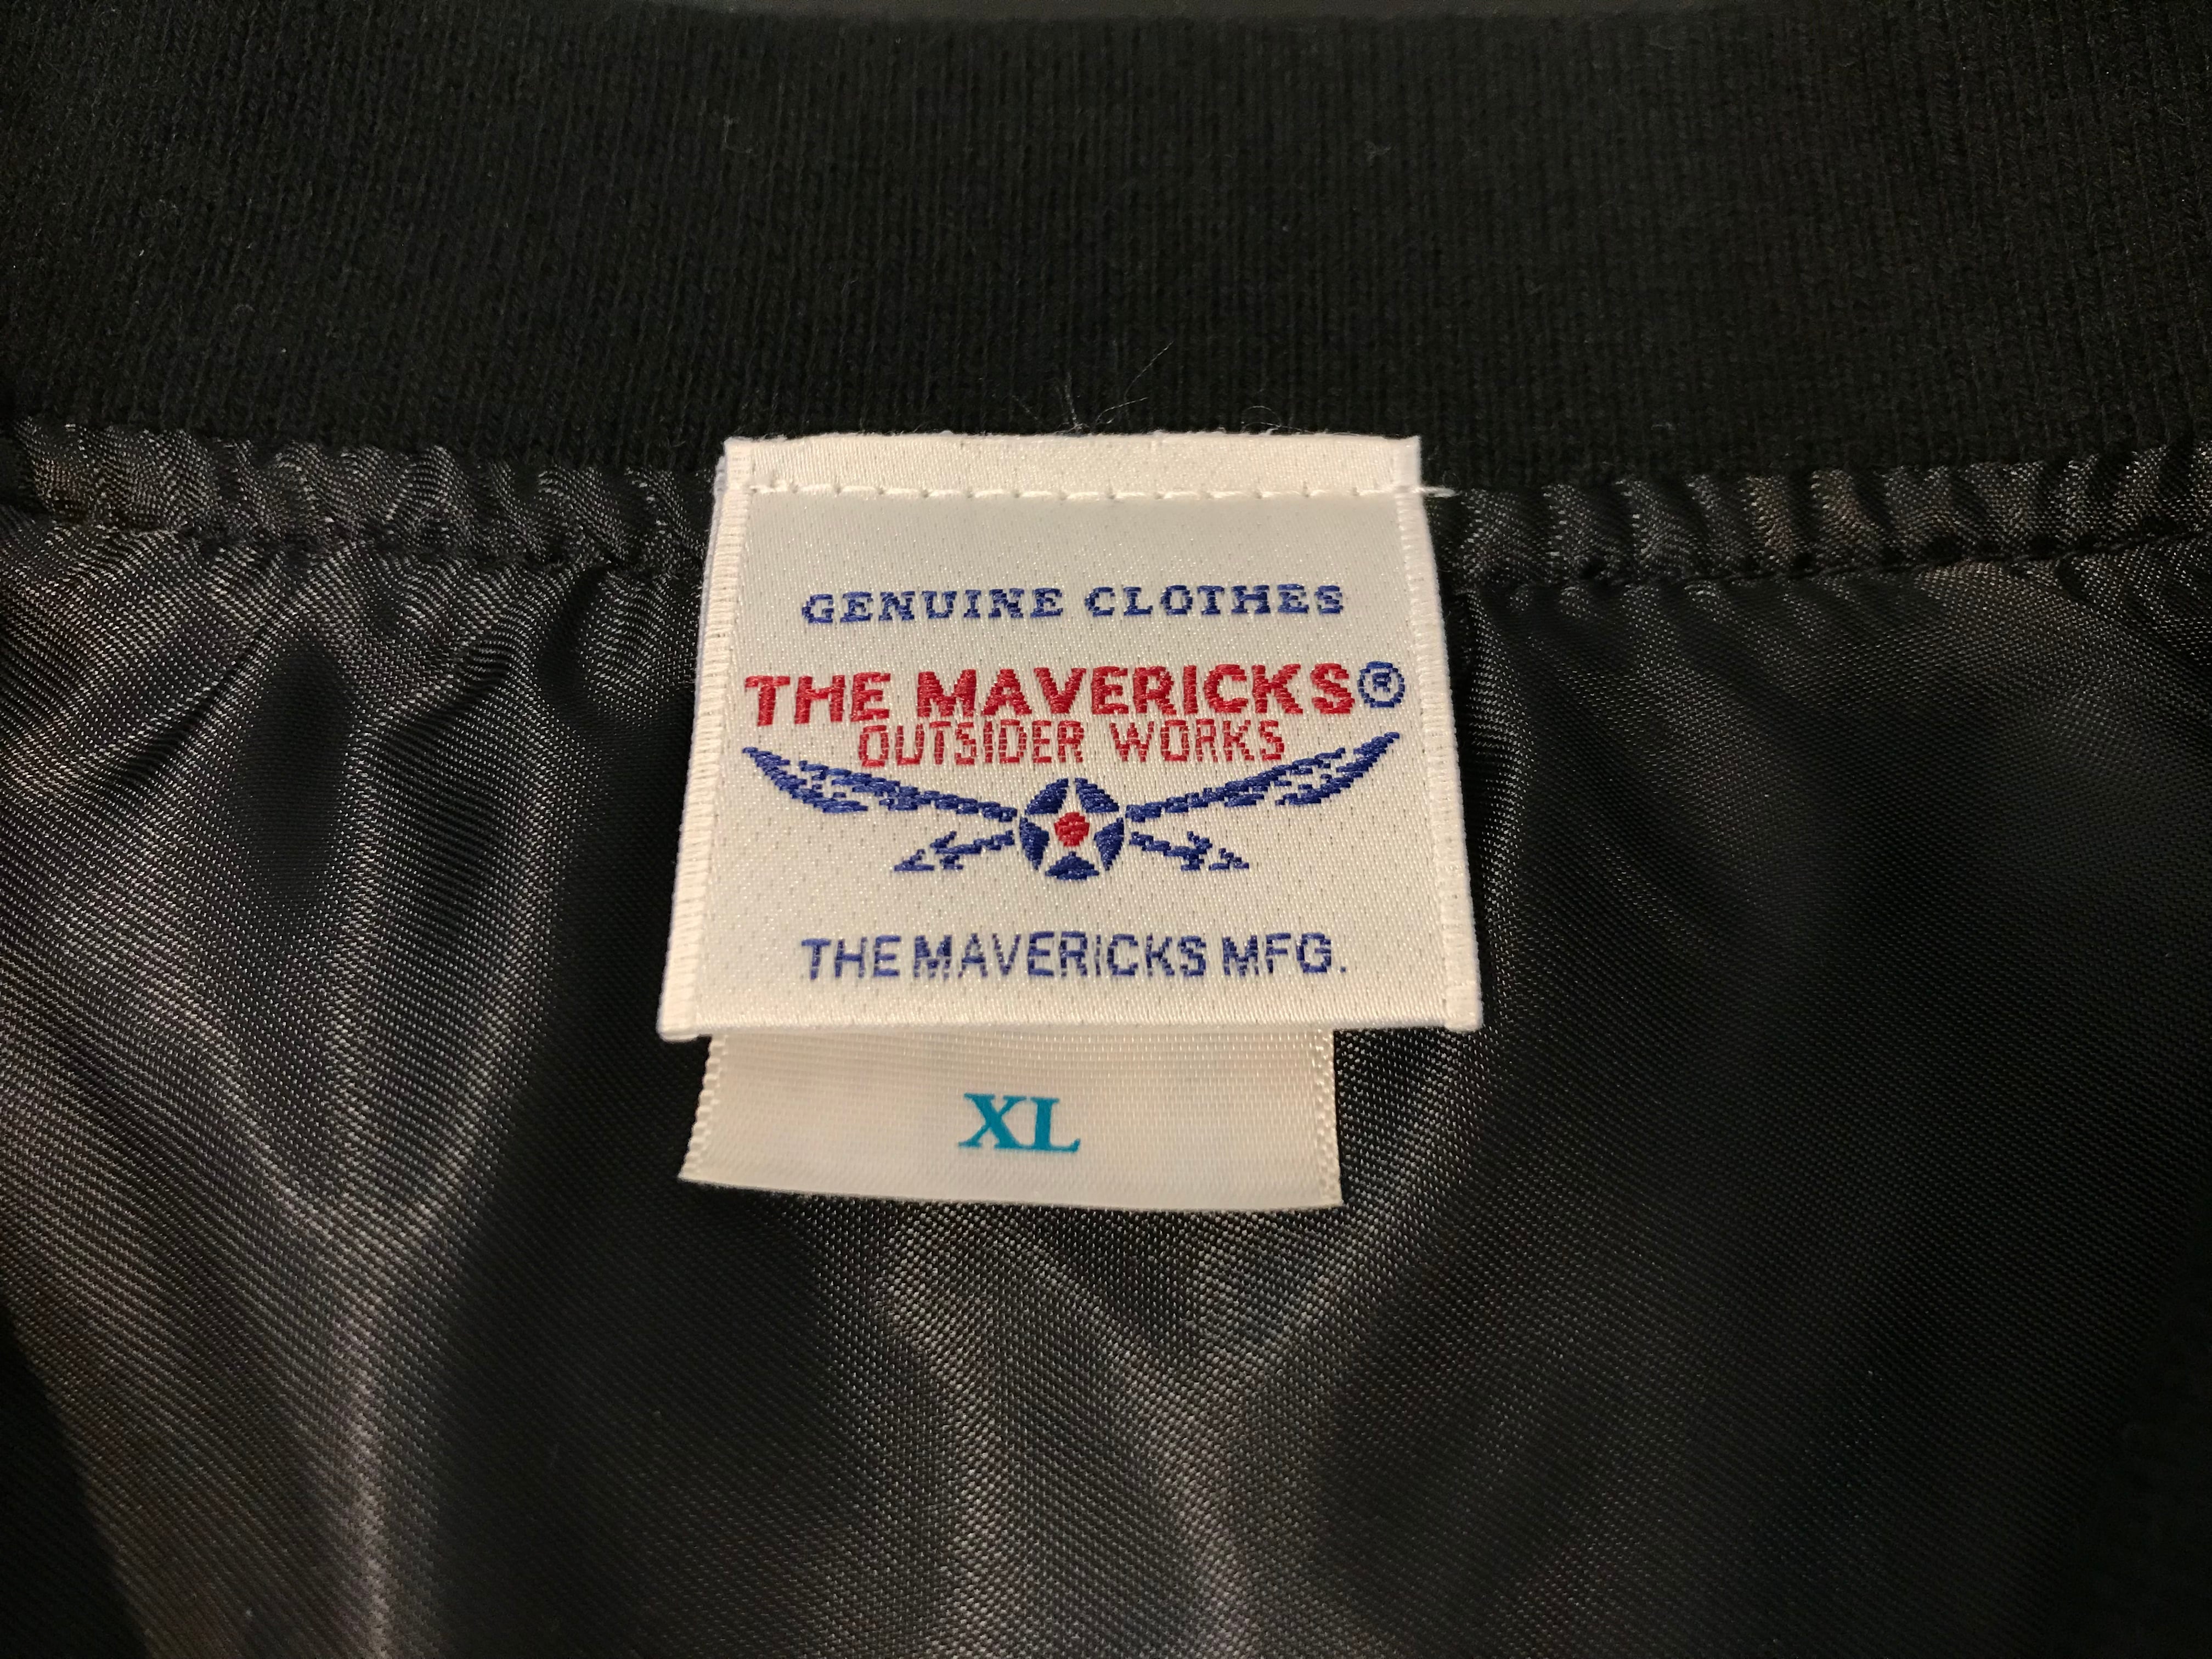 GENUINE CLOTHES
THE MAVERICKS®
OUTSIDER WORKS
THE MAVERICKS MFG.
XL